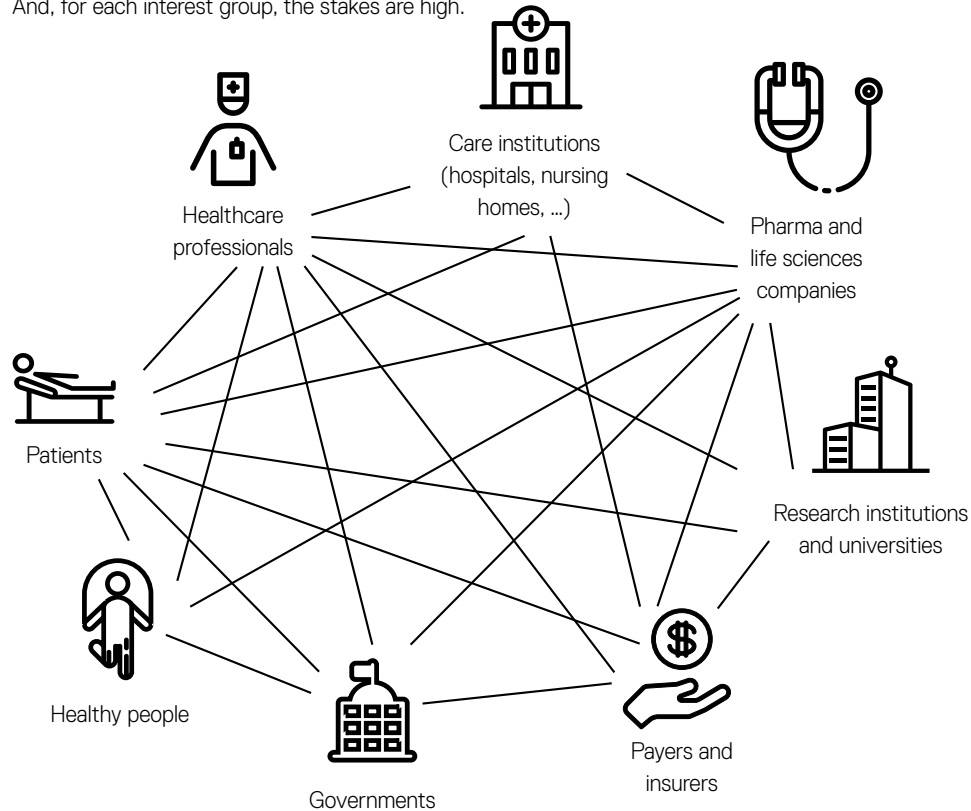 And, for each interest group, the stakes are high.
Care institutions
(hospitals, nursing
homes, ...)
Healthcare
professionals
Pharma and
life sciences
companies
Patients
Research institutions
and universities
Healthy people
Payers and
insurers
Governments